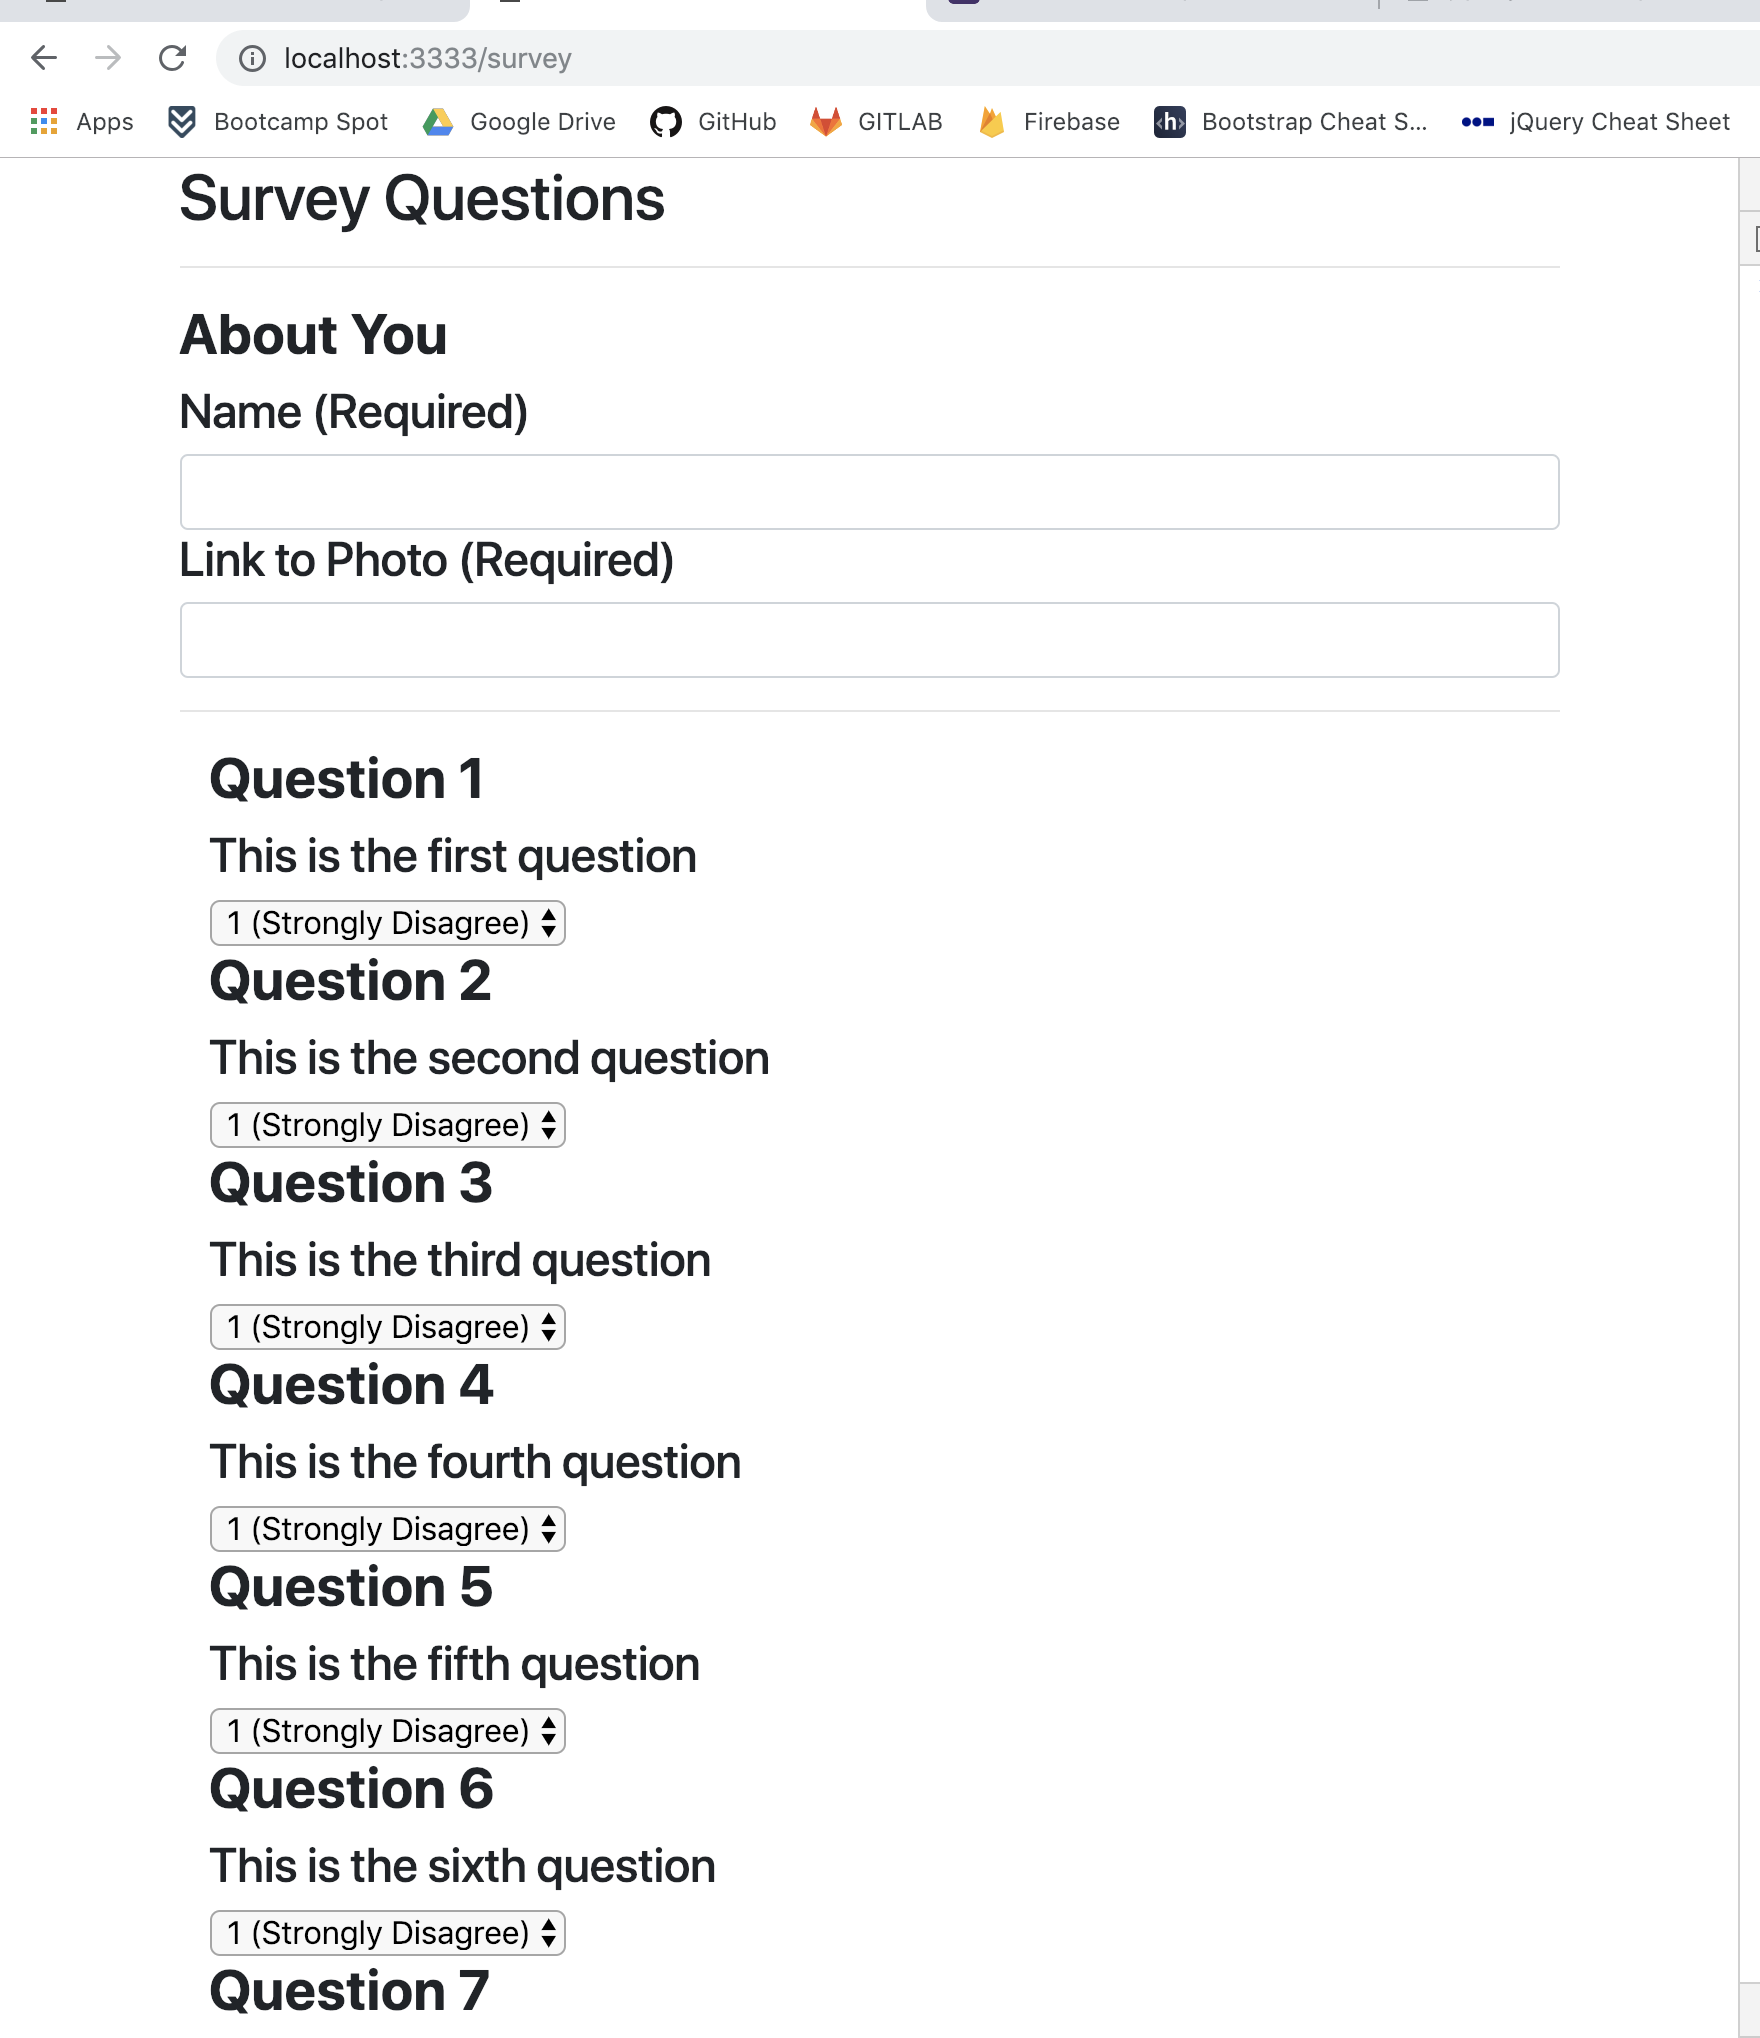 localhost:3333/survey
Apps Bootcamp Spot Google Drive GitHub GITLAB Firebase <h> Bootstrap Cheat S... jQuery Cheat Sheet
Survey Questions
About You
Name (Required)
Link to Photo (Required)
Question 1
This is the first question
1 (Strongly Disagree)
Question 2
This is the second question
1 (Strongly Disagree)
Question 3
This is the third question
1 (Strongly Disagree)
Question 4
This is the fourth question
1 (Strongly Disagree)
Question 5
This is the fifth question
1 (Strongly Disagree)
Question 6
This is the sixth question
1 (Strongly Disagree)
Question 7